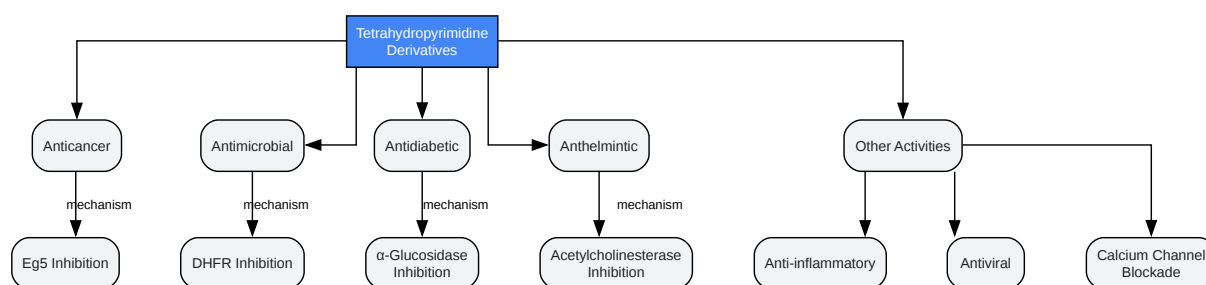 Tetrahydropyrimidine
Derivatives
Anticancer
Antimicrobial
Antidiabetic
Anthelmintic
Other Activities
mechanism
mechanism
mechanism
mechanism
Eg5 Inhibition
DHFR Inhibition
α-Glucosidase
Inhibition
Acetylcholinesterase
Inhibition
Anti-inflammatory
Antiviral
Calcium Channel
Blockade